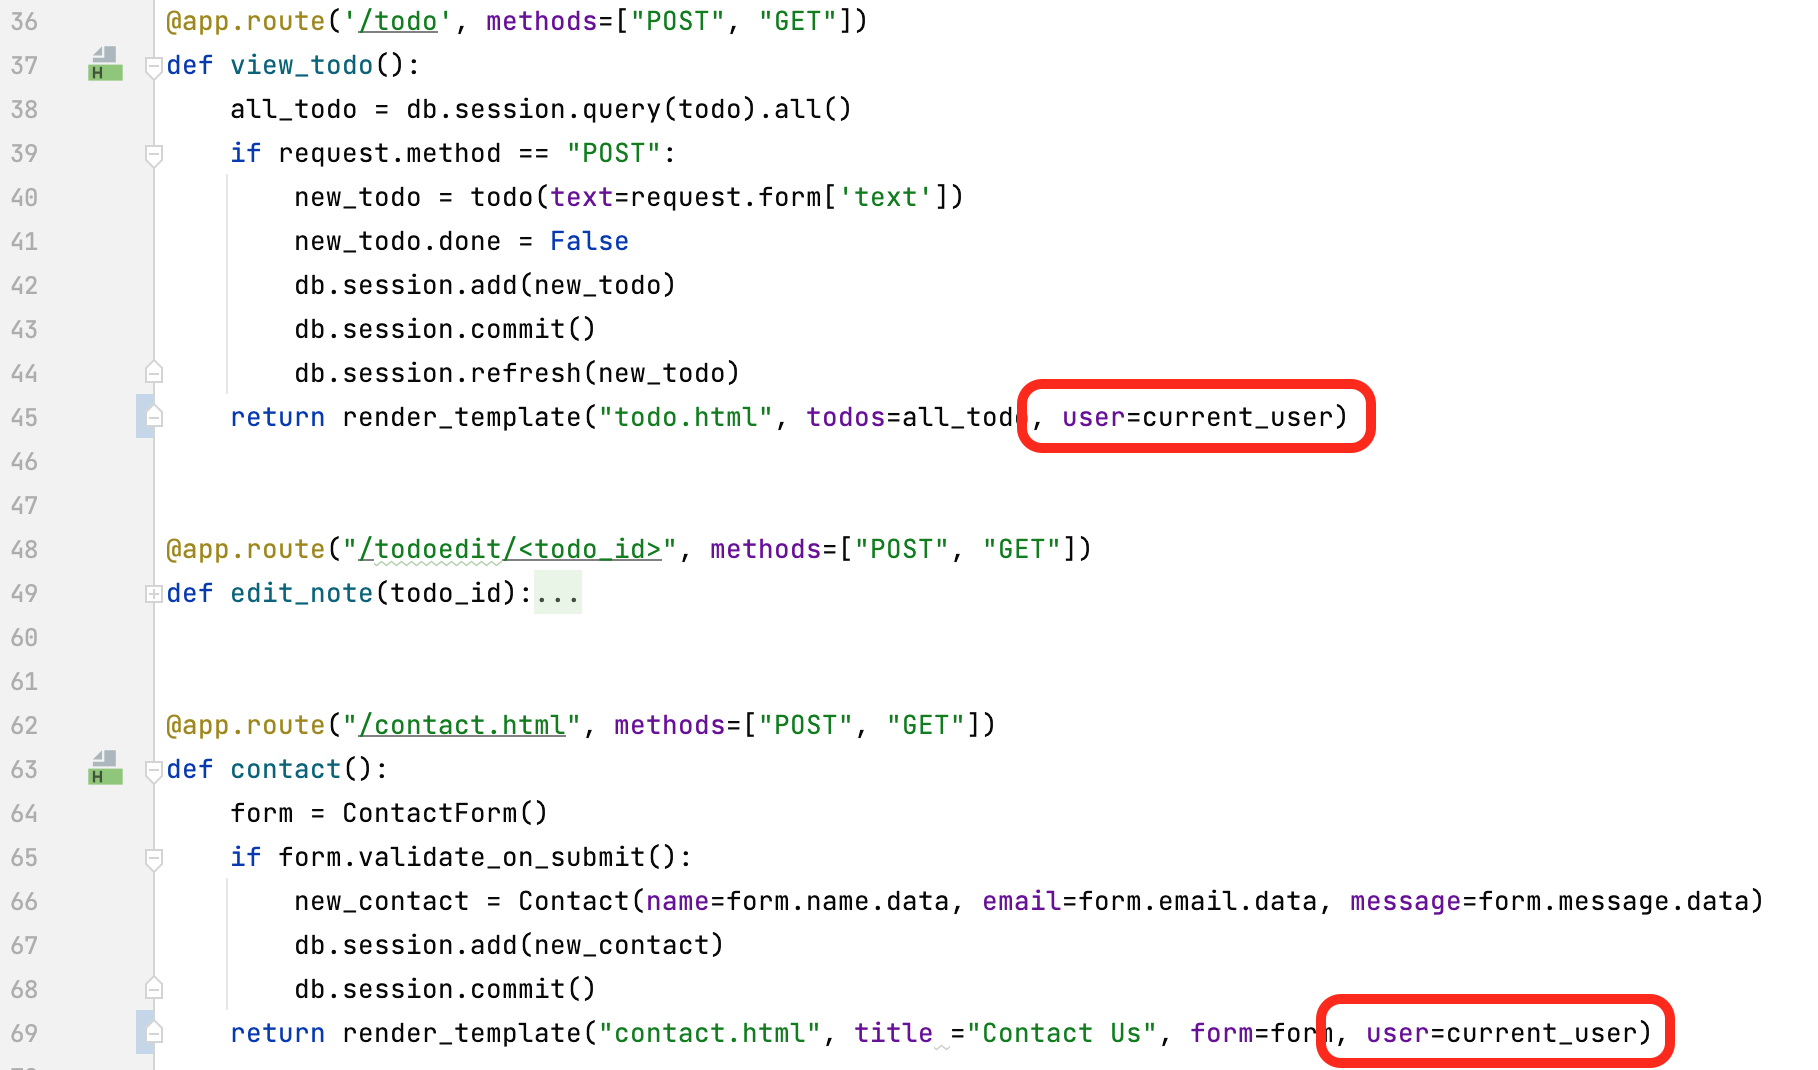 36 @app.route('/todo', methods=["POST", "GET"])
37 H def view_todo():
38     all_todo = db.session.query(todo).all()
39     if request.method == "POST":
40         new_todo = todo(text=request.form['text'])
41         new_todo.done = False
42         db.session.add(new_todo)
43         db.session.commit()
44         db.session.refresh(new_todo)
45     return render_template("todo.html", todos=all_todo, user=current_user)
46
47
48 @app.route("/todoedit/<todo_id>", methods=["POST", "GET"])
49 def edit_note(todo_id):...
60
61
62 @app.route("/contact.html", methods=["POST", "GET"])
63 H def contact():
64     form = ContactForm()
65     if form.validate_on_submit():
66         new_contact = Contact(name=form.name.data, email=form.email.data, message=form.message.data)
67         db.session.add(new_contact)
68         db.session.commit()
69     return render_template("contact.html", title ="Contact Us", form=form, user=current_user)